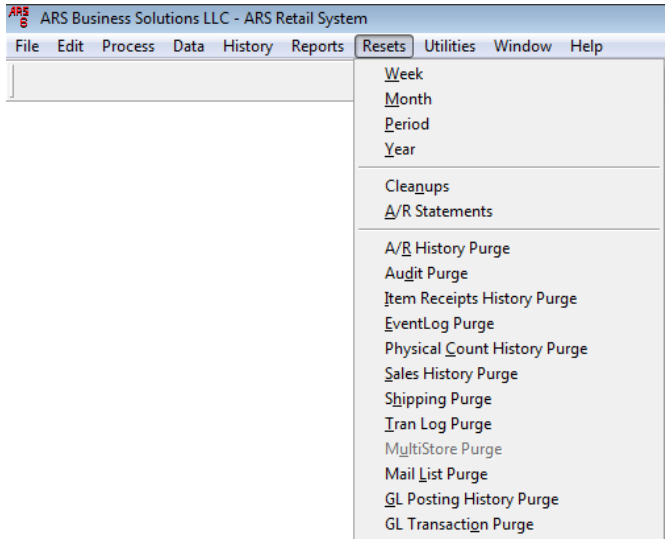 ARS
6
ARS Business Solutions LLC - ARS Retail System
File Edit Process Data History Reports Resets Utilities Window Help
Week
Month
Period
Year
Cleanups
A/R Statements
A/R History Purge
Audit Purge
Item Receipts History Purge
EventLog Purge
Physical Count History Purge
Sales History Purge
Shipping Purge
Tran Log Purge
MultiStore Purge
Mail List Purge
GL Posting History Purge
GL Transaction Purge